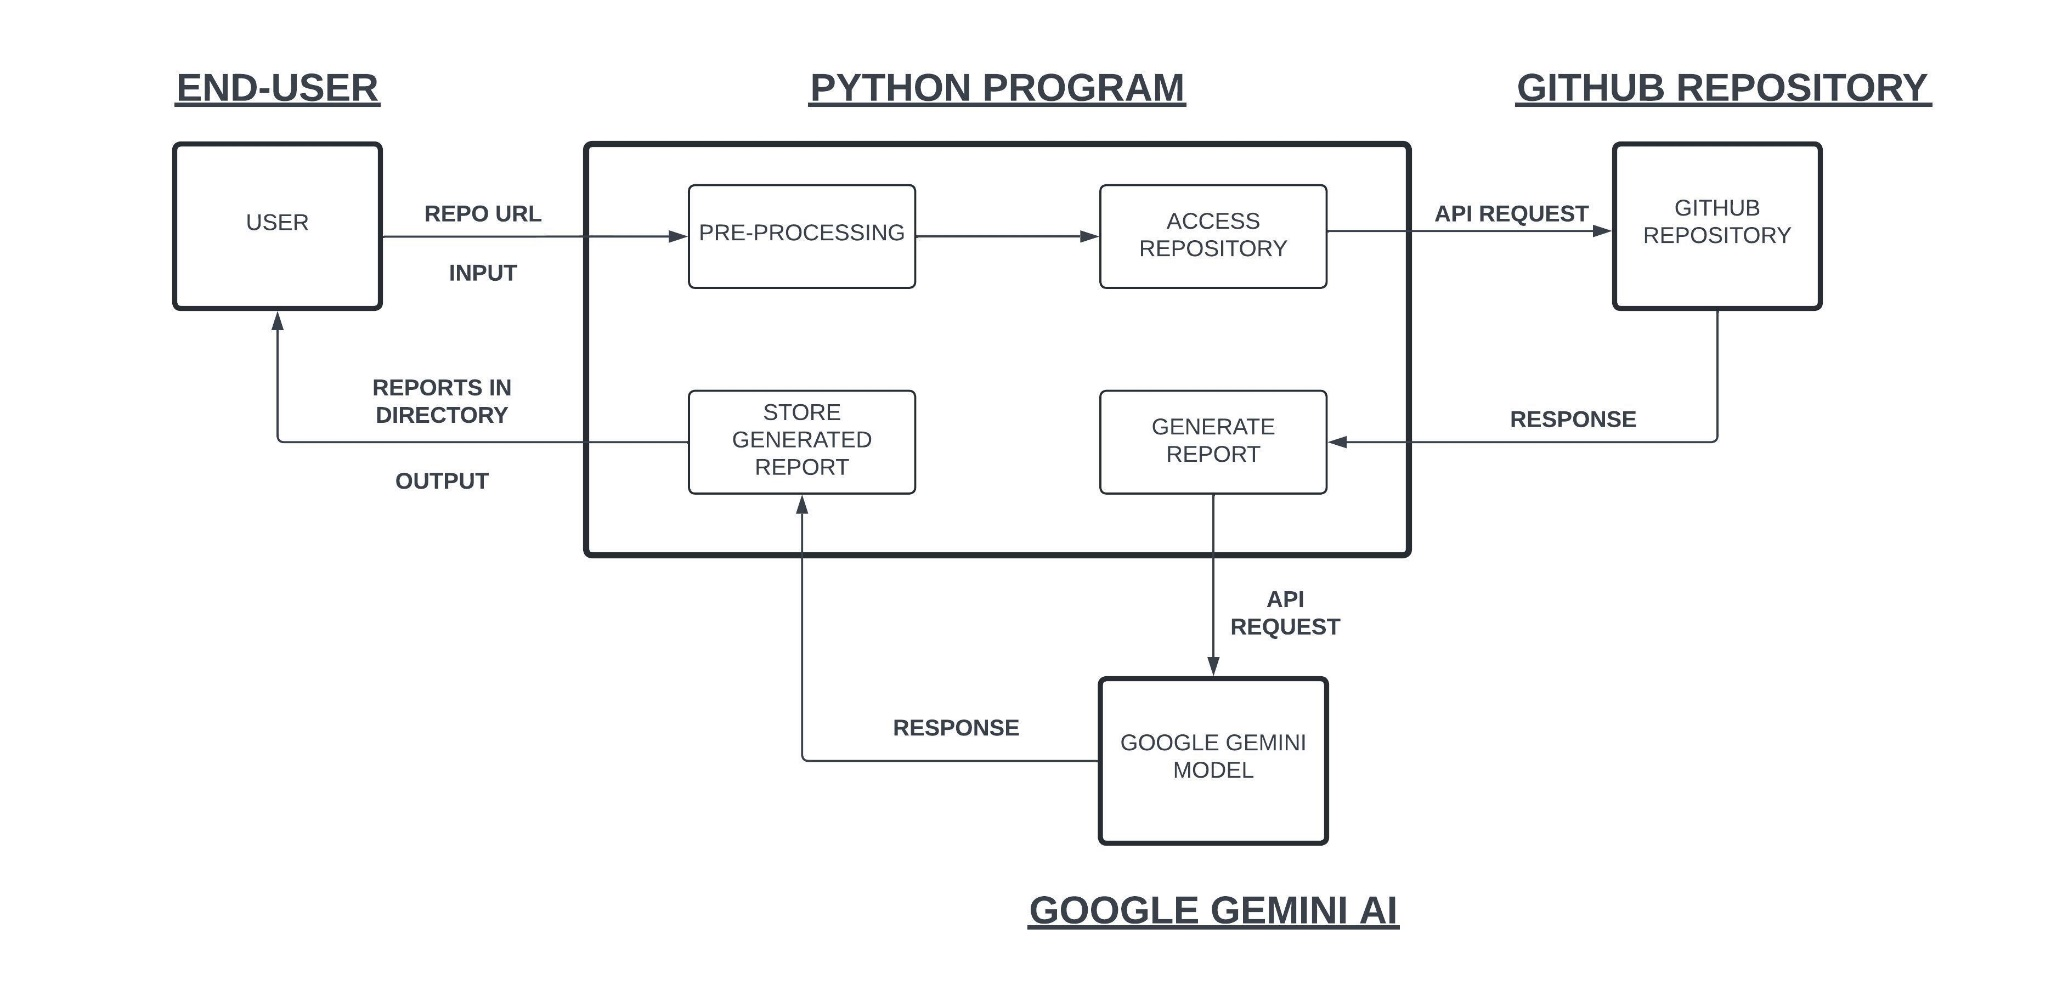 END-USER
PYTHON PROGRAM
GITHUB REPOSITORY
USER
REPO URL
INPUT
PRE-PROCESSING
ACCESS
REPOSITORY
API REQUEST
GITHUB
REPOSITORY
REPORTS IN
DIRECTORY
OUTPUT
STORE
GENERATED
REPORT
GENERATE
REPORT
RESPONSE
API
REQUEST
RESPONSE
GOOGLE GEMINI
MODEL
GOOGLE GEMINI AI